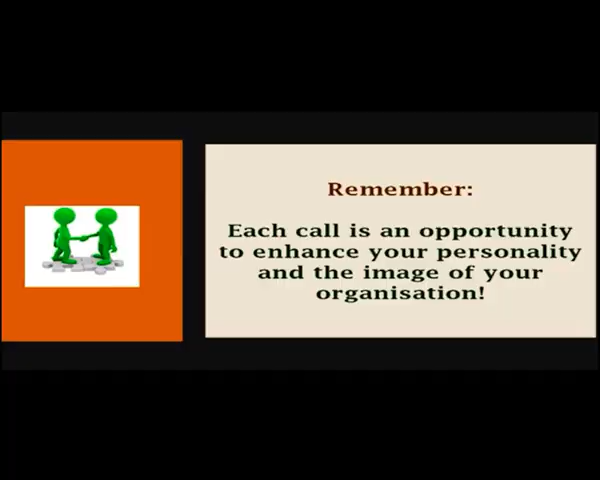 Remember:
Each call is an opportunity
to enhance your personality
and the image of your
organisation!